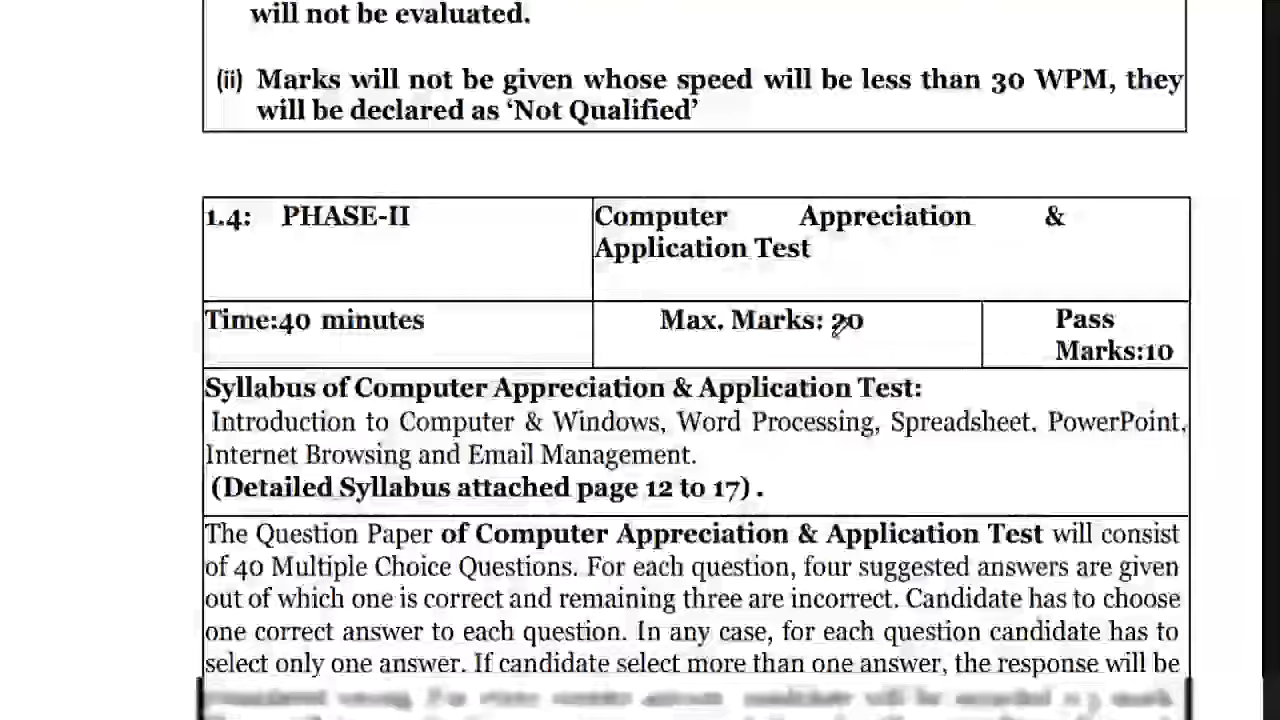 will not be evaluated.
(ii) Marks will not be given whose speed will be less than 30 WPM, they
will be declared as ‘Not Qualified’
1.4: PHASE-II
Computer Appreciation &
Application Test
Time:40 minutes
Max. Marks: 20
Pass
Marks:10
Syllabus of Computer Appreciation & Application Test:
Introduction to Computer & Windows, Word Processing, Spreadsheet, PowerPoint,
Internet Browsing and Email Management.
(Detailed Syllabus attached page 12 to 17) .
The Question Paper of Computer Appreciation & Application Test will consist
of 40 Multiple Choice Questions. For each question, four suggested answers are given
out of which one is correct and remaining three are incorrect. Candidate has to choose
one correct answer to each question. In any case, for each question candidate has to
select only one answer. If candidate select more than one answer, the response will be